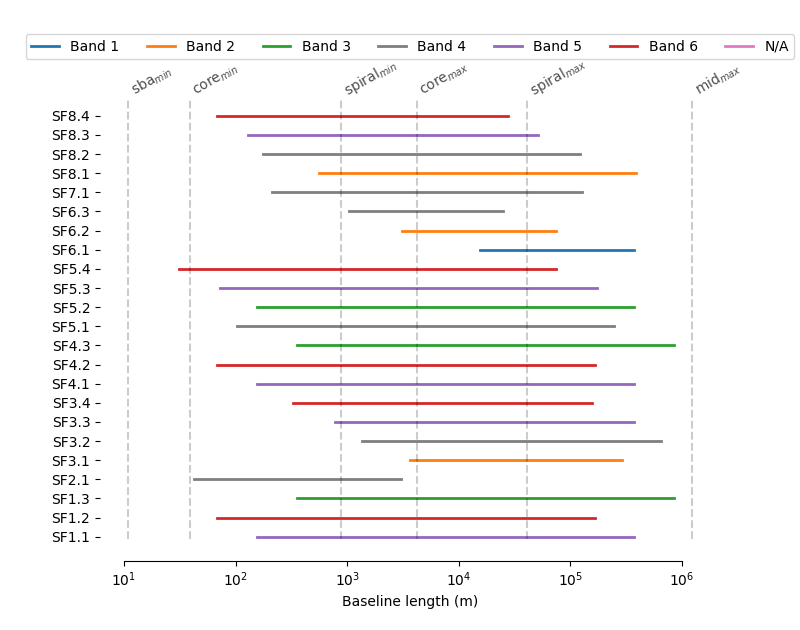 Band 1 Band 2 Band 3 Band 4 Band 5 Band 6 N/A
sba_min core_min spiral_min core_max spiral_max mid_max
SF8.4
SF8.3
SF8.2
SF8.1
SF7.1
SF6.3
SF6.2
SF6.1
SF5.4
SF5.3
SF5.2
SF5.1
SF4.3
SF4.2
SF4.1
SF3.4
SF3.3
SF3.2
SF3.1
SF2.1
SF1.3
SF1.2
SF1.1
10^1 10^2 10^3 10^4 10^5 10^6
Baseline length (m)